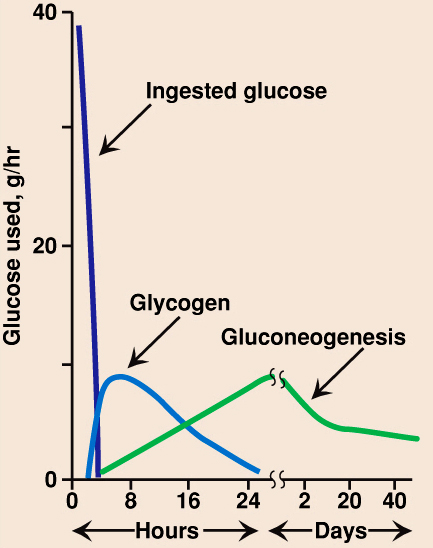 40
Ingested glucose
Glucose used, g/hr
20
Glycogen
Gluconeogenesis
0
0 8 16 24 2 20 40
Hours Days